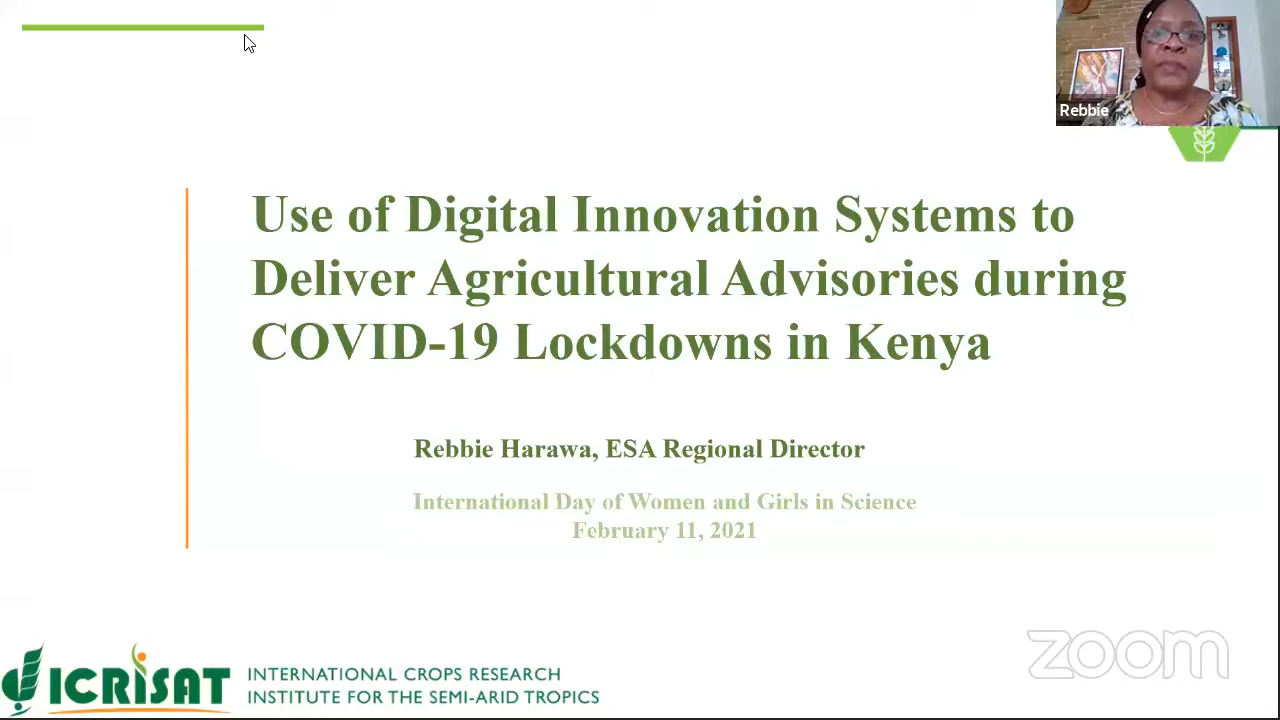 Rebbie
Use of Digital Innovation Systems to
Deliver Agricultural Advisories during
COVID-19 Lockdowns in Kenya
Rebbie Harawa, ESA Regional Director
International Day of Women and Girls in Science
February 11, 2021
ICRISAT
INTERNATIONAL CROPS RESEARCH
INSTITUTE FOR THE SEMI-ARID TROPICS
zoom